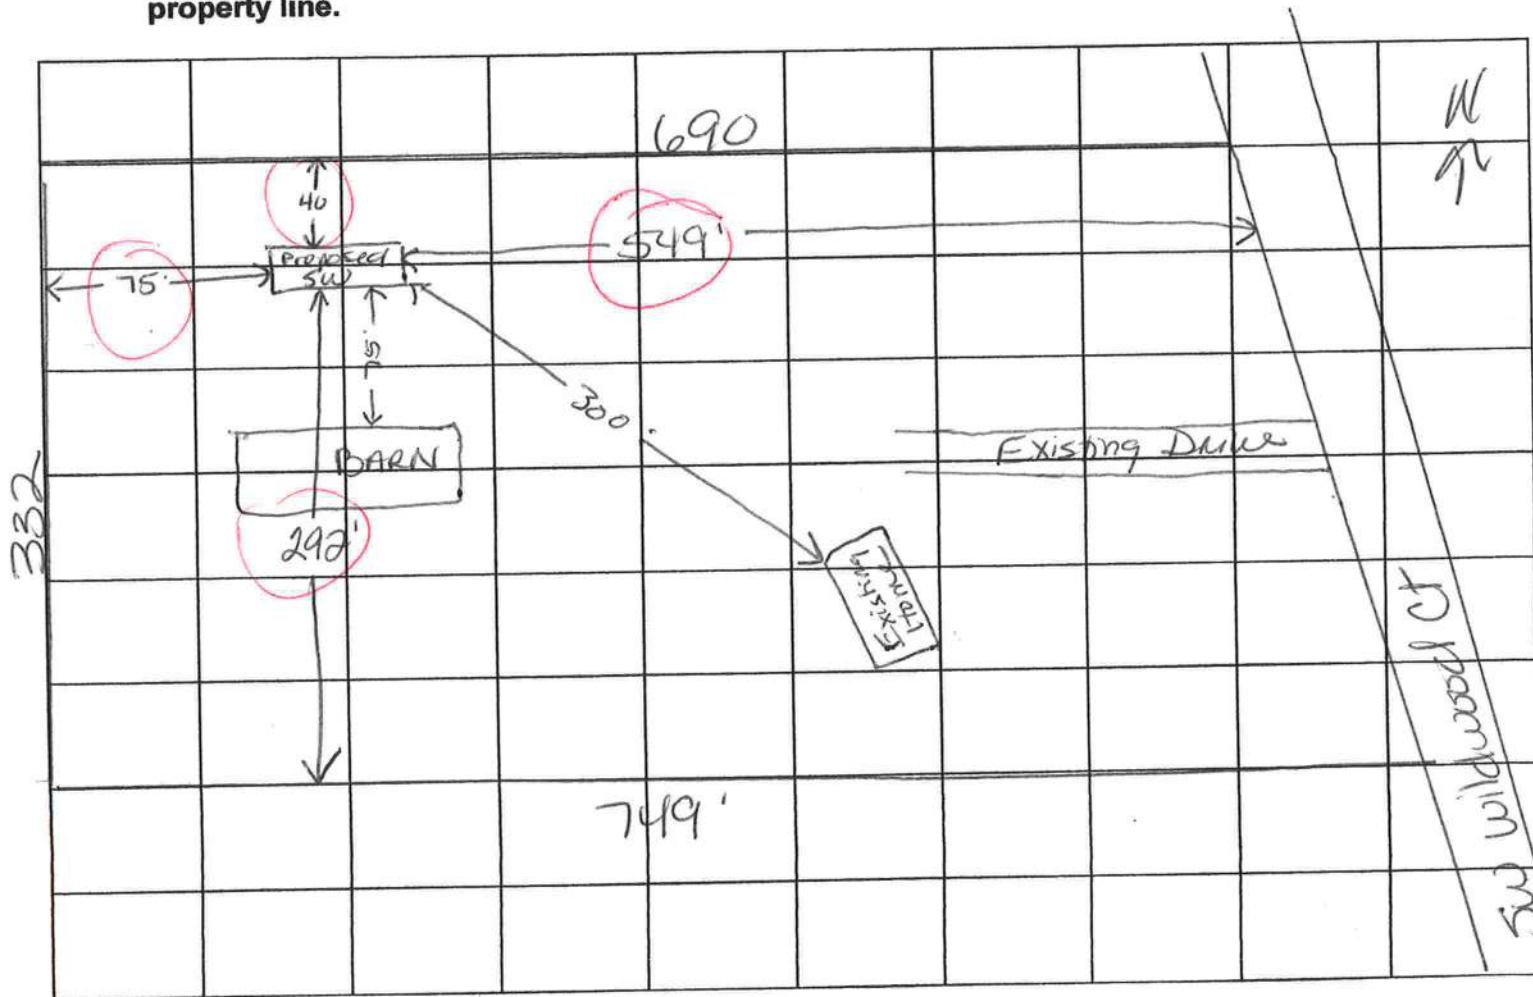 property line.
690
N
40
549'
Proposed
SW
75'
75'
300'
BARN
Existing Drive
332
292'
Existing
Home
SW Wildwood Ct
749'